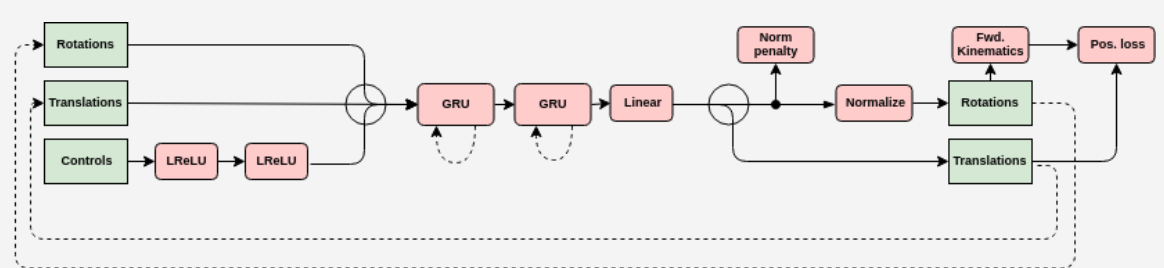 Rotations
Translations
Controls
LReLU
LReLU
GRU
GRU
Linear
Norm
penalty
Normalize
Fwd.
Kinematics
Pos. loss
Rotations
Translations